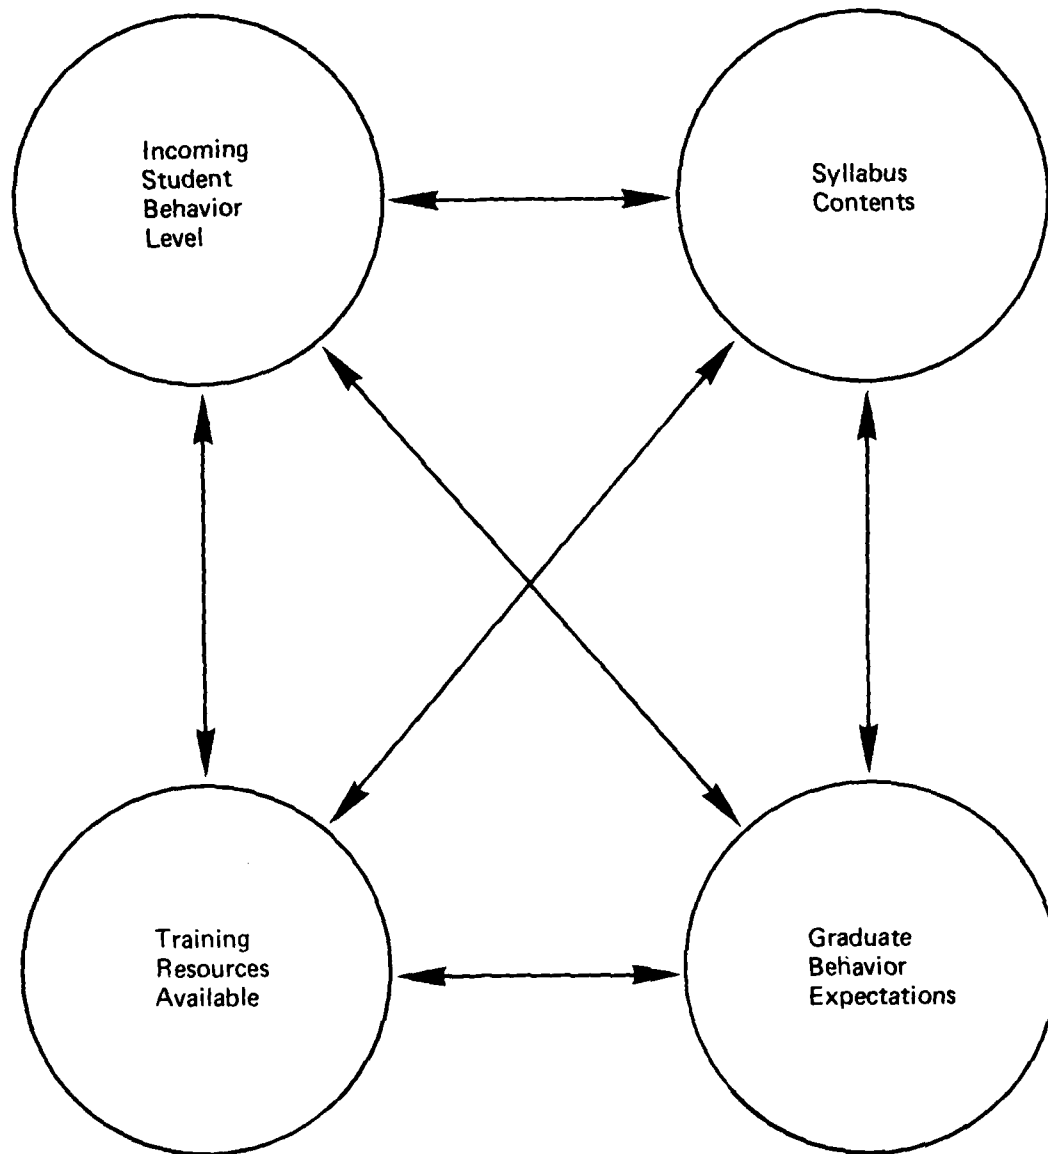 Incoming
Student
Behavior
Level
Syllabus
Contents
Training
Resources
Available
Graduate
Behavior
Expectations